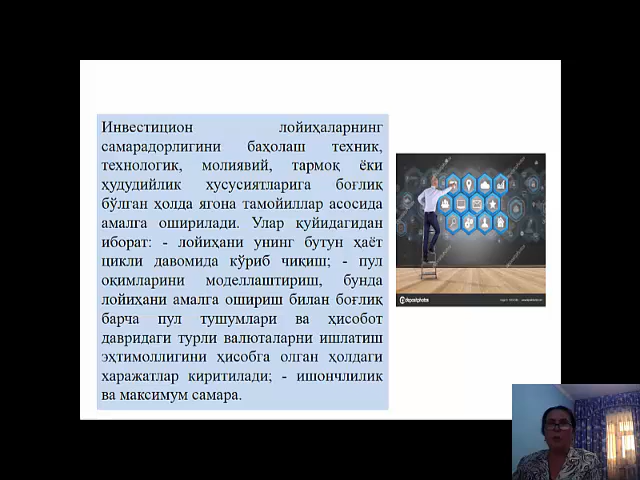 Инвестицион лойиҳаларнинг
самарадорлигини баҳолаш техник,
технологик, молиявий, тармоқ ёки
ҳудудийлик хусусиятларига боғлиқ
бўлган ҳолда ягона тамойиллар асосида
амалга оширилади. Улар қуйидагидан
иборат: - лойиҳани унинг бутун ҳаёт
цикли давомида кўриб чиқиш; - пул
оқимларини моделлаштириш, бунда
лойиҳани амалга ошириш билан боғлиқ
барча пул тушумлари ва ҳисобот
давридаги турли валюталарни ишлатиш
эҳтимоллигини ҳисобга олган ҳолдаги
харажатлар киритилади; - ишончлилик
ва максимум самара.
depositphotos